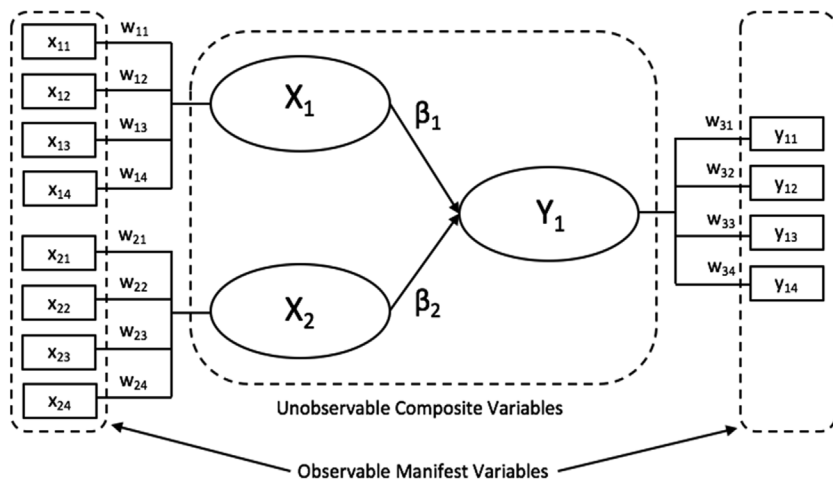 x₁₁
w₁₁
x₁₂
w₁₂
x₁₃
w₁₃
x₁₄
w₁₄
x₂₁
w₂₁
x₂₂
w₂₂
x₂₃
w₂₃
x₂₄
w₂₄
X₁
β₁
X₂
β₂
Y₁
w₃₁
y₁₁
w₃₂
y₁₂
w₃₃
y₁₃
w₃₄
y₁₄
Unobservable Composite Variables
Observable Manifest Variables